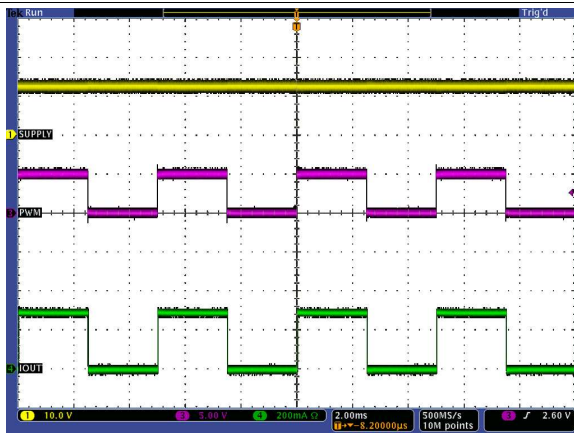 Tek Run Trig'd
T
1 SUPPLY
3 PWM
4 IOUT
1 10.0 V 3 5.00 V 4 200mA Ω 2.00ms 500MS/s 3 2.60 V
T→▼-8.20000μs 10M points